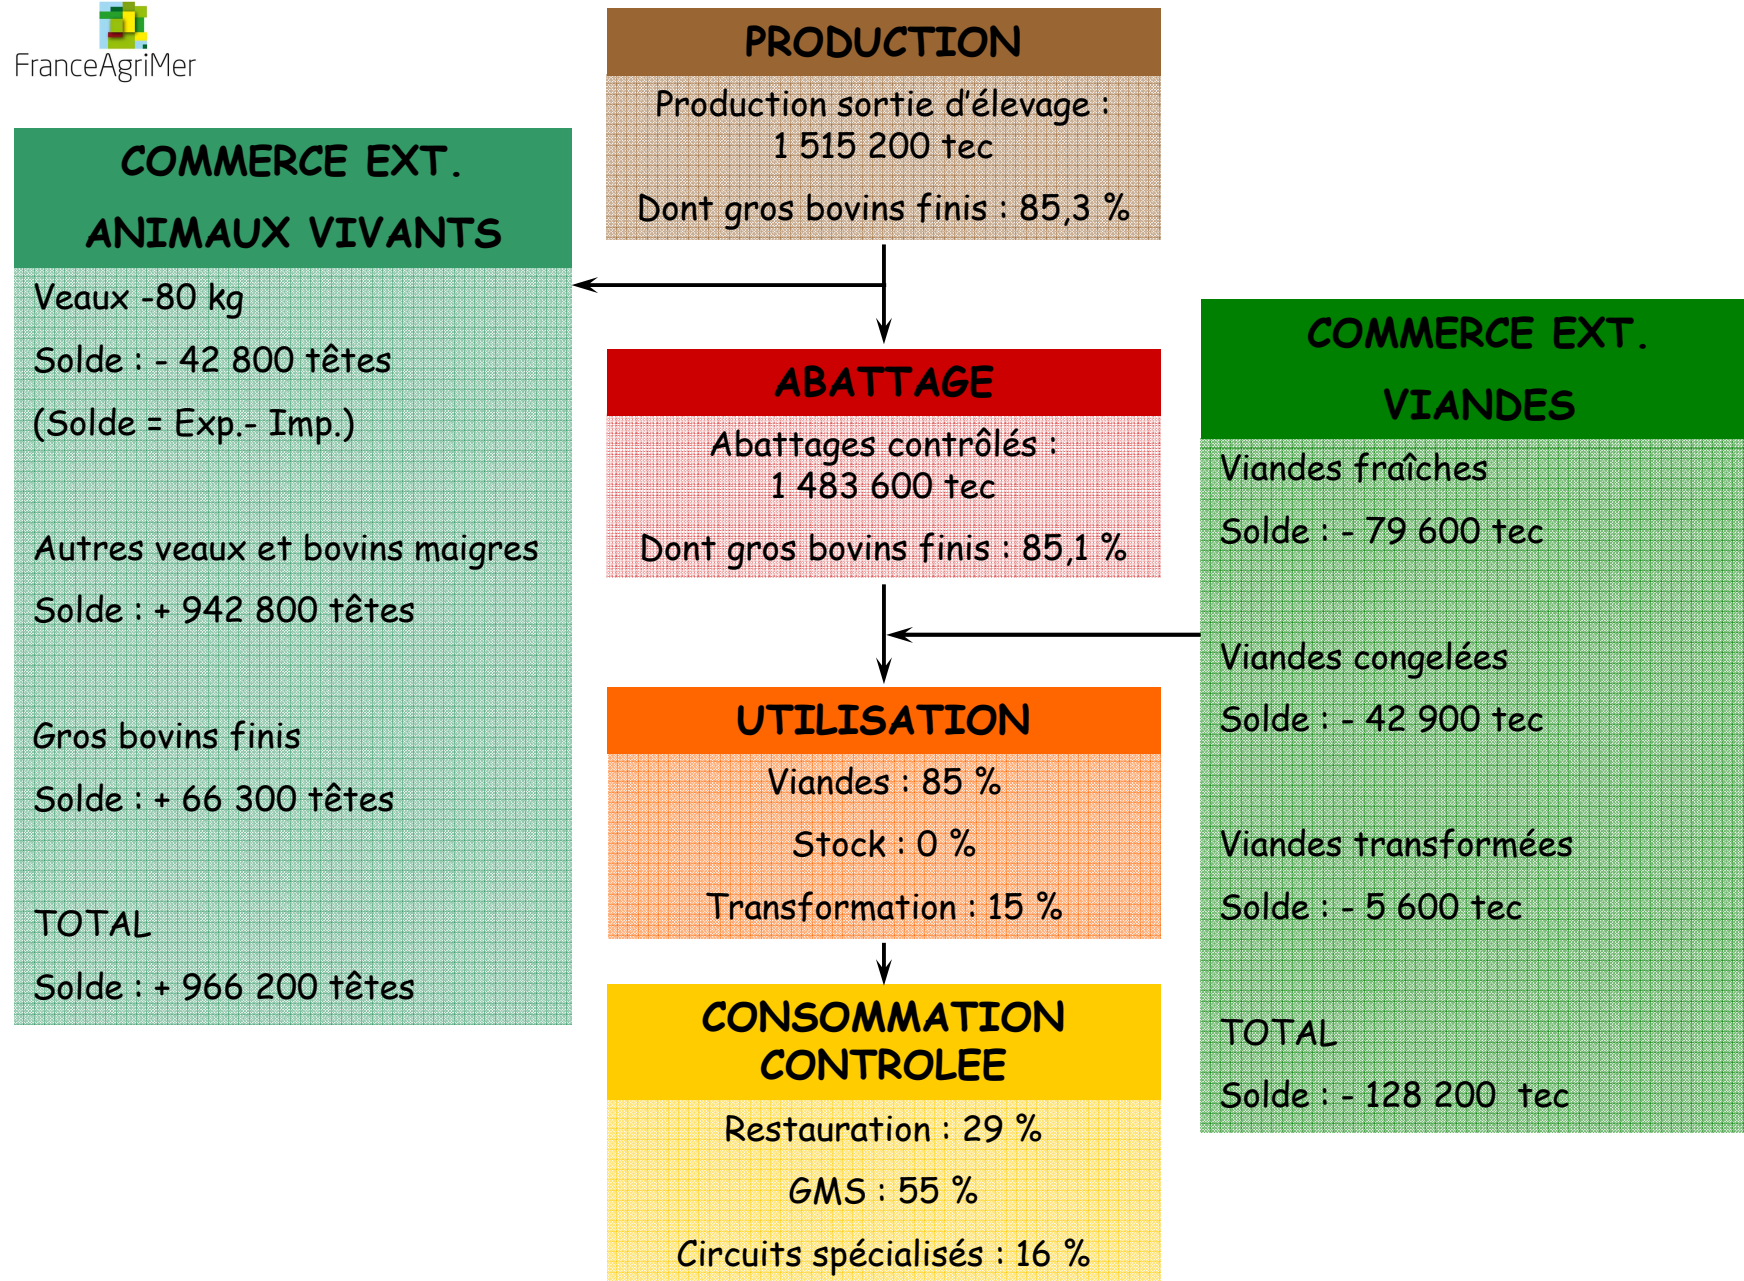 FranceAgriMer
PRODUCTION
Production sortie d'élevage :
1 515 200 tec
Dont gros bovins finis : 85,3 %
COMMERCE EXT.
ANIMAUX VIVANTS
Veaux -80 kg
Solde : - 42 800 têtes
(Solde = Exp.- Imp.)
Autres veaux et bovins maigres
Solde : + 942 800 têtes
Gros bovins finis
Solde : + 66 300 têtes
TOTAL
Solde : + 966 200 têtes
ABATTAGE
Abattages contrôlés :
1 483 600 tec
Dont gros bovins finis : 85,1 %
COMMERCE EXT.
VIANDES
Viandes fraîches
Solde : - 79 600 tec
Viandes congelées
Solde : - 42 900 tec
Viandes transformées
Solde : - 5 600 tec
TOTAL
Solde : - 128 200 tec
UTILISATION
Viandes : 85 %
Stock : 0 %
Transformation : 15 %
CONSOMMATION
CONTROLEE
Restauration : 29 %
GMS : 55 %
Circuits spécialisés : 16 %